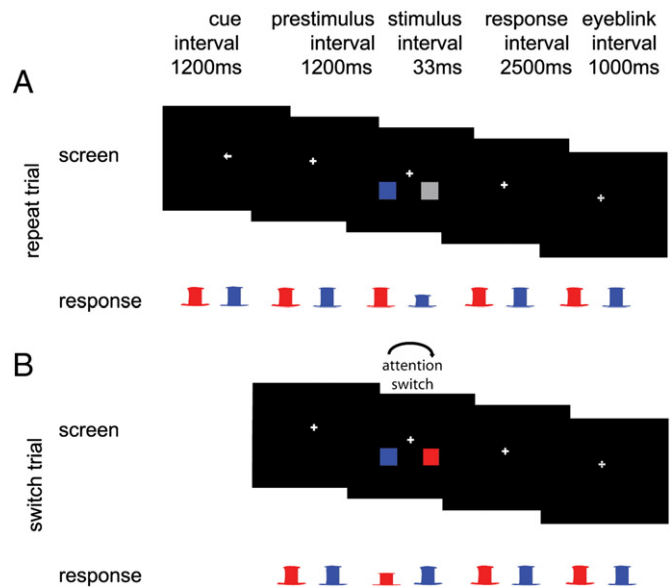 cue prestimulus stimulus response eyeblink
interval interval interval interval interval
1200ms 1200ms 33ms 2500ms 1000ms
A
screen
repeat trial
response
B
attention
switch
screen
switch trial
response